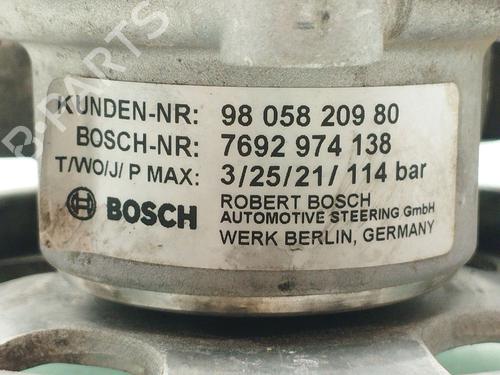 KUNDEN-NR: 98 058 209 80
BOSCH-NR: 7692 974 138
T/WO/J/ P MAX: 3/25/21/ 114 bar
BOSCH
ROBERT BOSCH
AUTOMOTIVE STEERING GmbH
WERK BERLIN, GERMANY
B PARTS